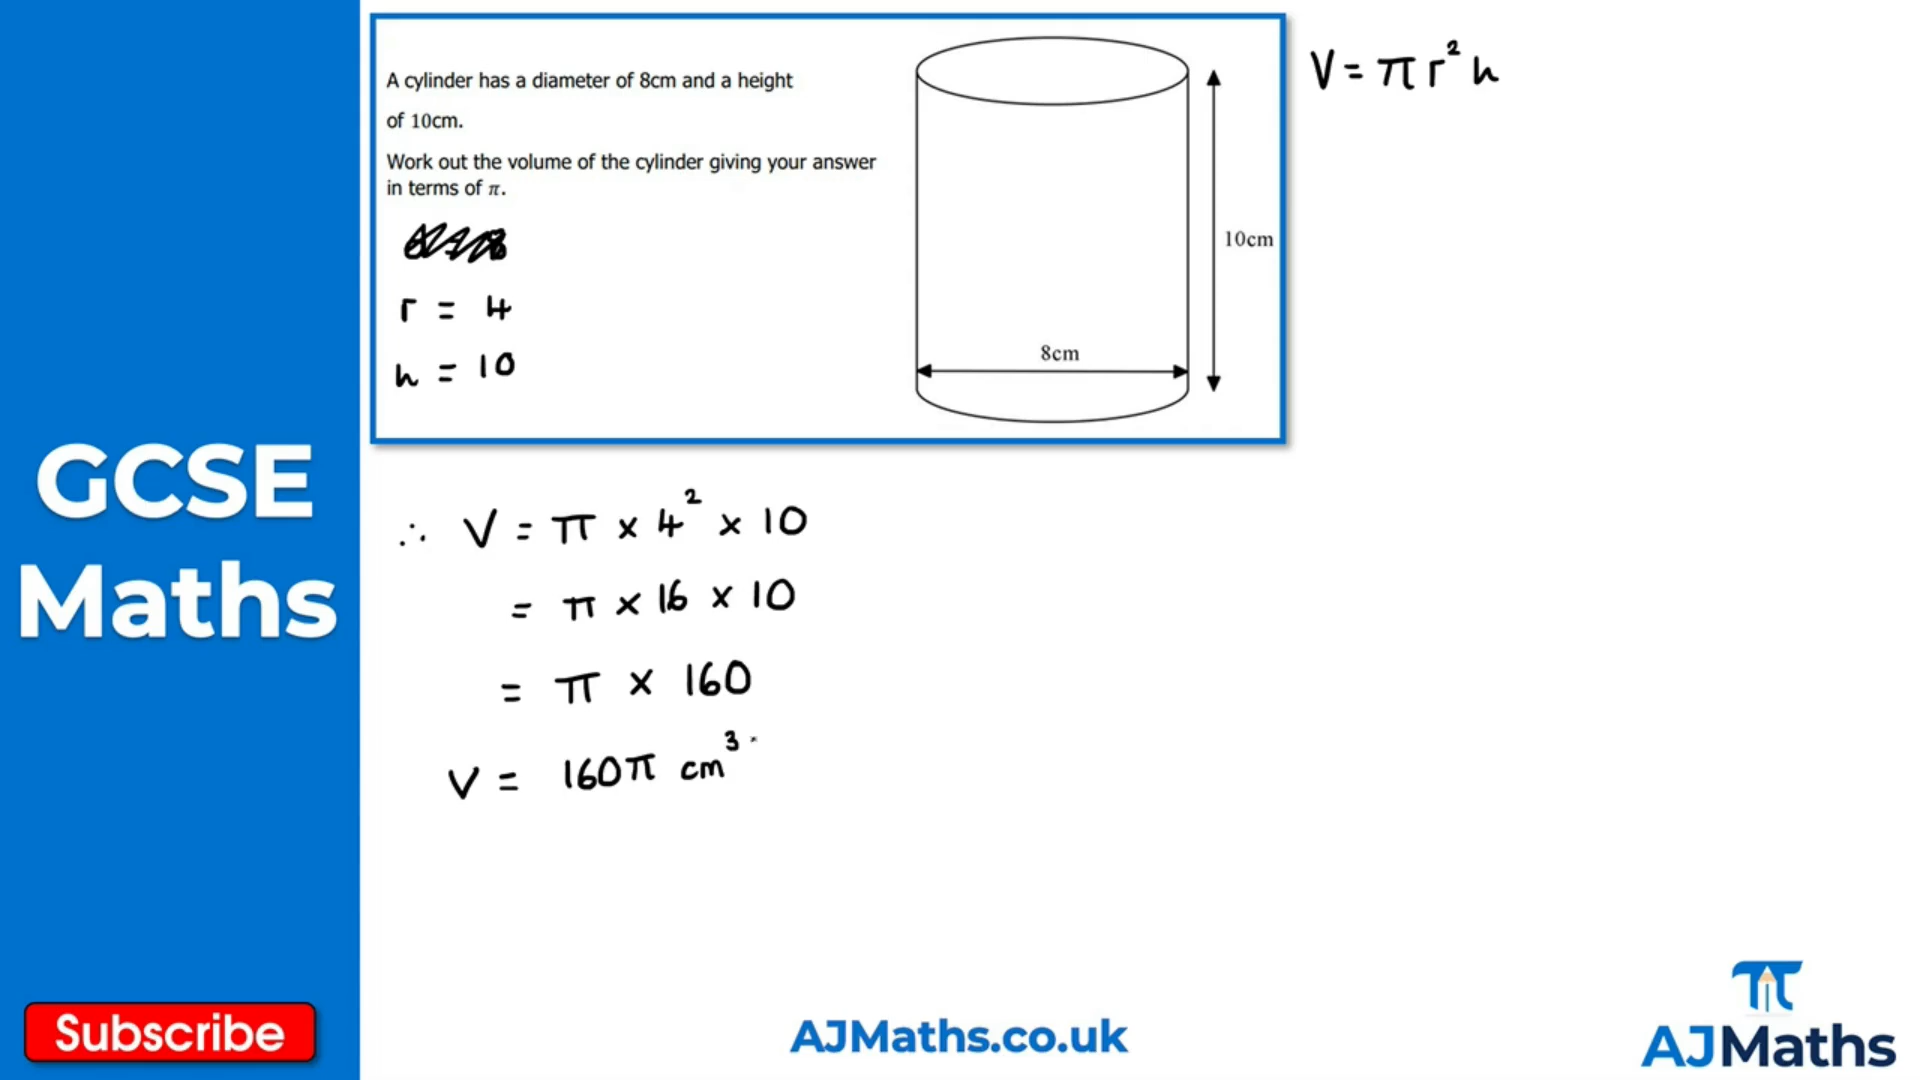 A cylinder has a diameter of 8cm and a height
of 10cm.
Work out the volume of the cylinder giving your answer
in terms of π.
r = 4
h = 10
10cm
8cm
V = πr²h
∴ V = π × 4² × 10
= π × 16 × 10
= π × 160
V = 160π cm³.
GCSE
Maths
Subscribe
AJMaths.co.uk
AJMaths